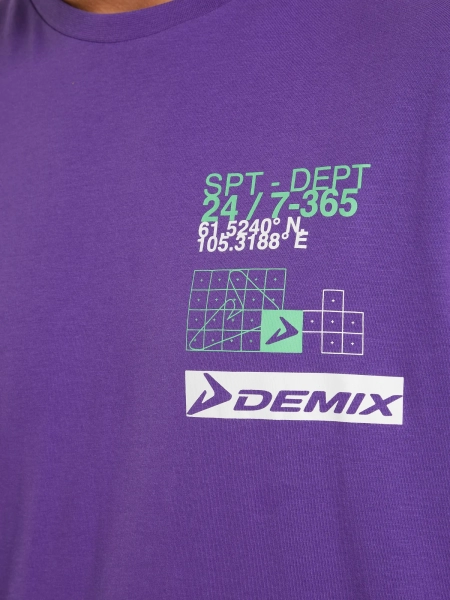 SPT - DEPT
24 / 7-365
61.5240° N,
105.3188° E
DEMIX